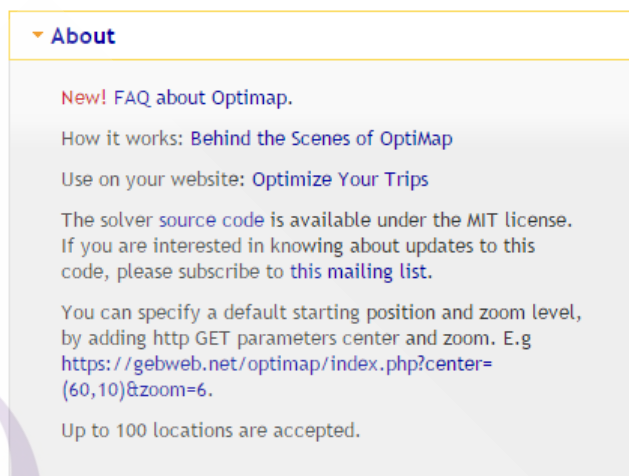 About
New! FAQ about Optimap.
How it works: Behind the Scenes of OptiMap
Use on your website: Optimize Your Trips
The solver source code is available under the MIT license.
If you are interested in knowing about updates to this
code, please subscribe to this mailing list.
You can specify a default starting position and zoom level,
by adding http GET parameters center and zoom. E.g
https://gebweb.net/optimap/index.php?center=
(60,10)&zoom=6.
Up to 100 locations are accepted.